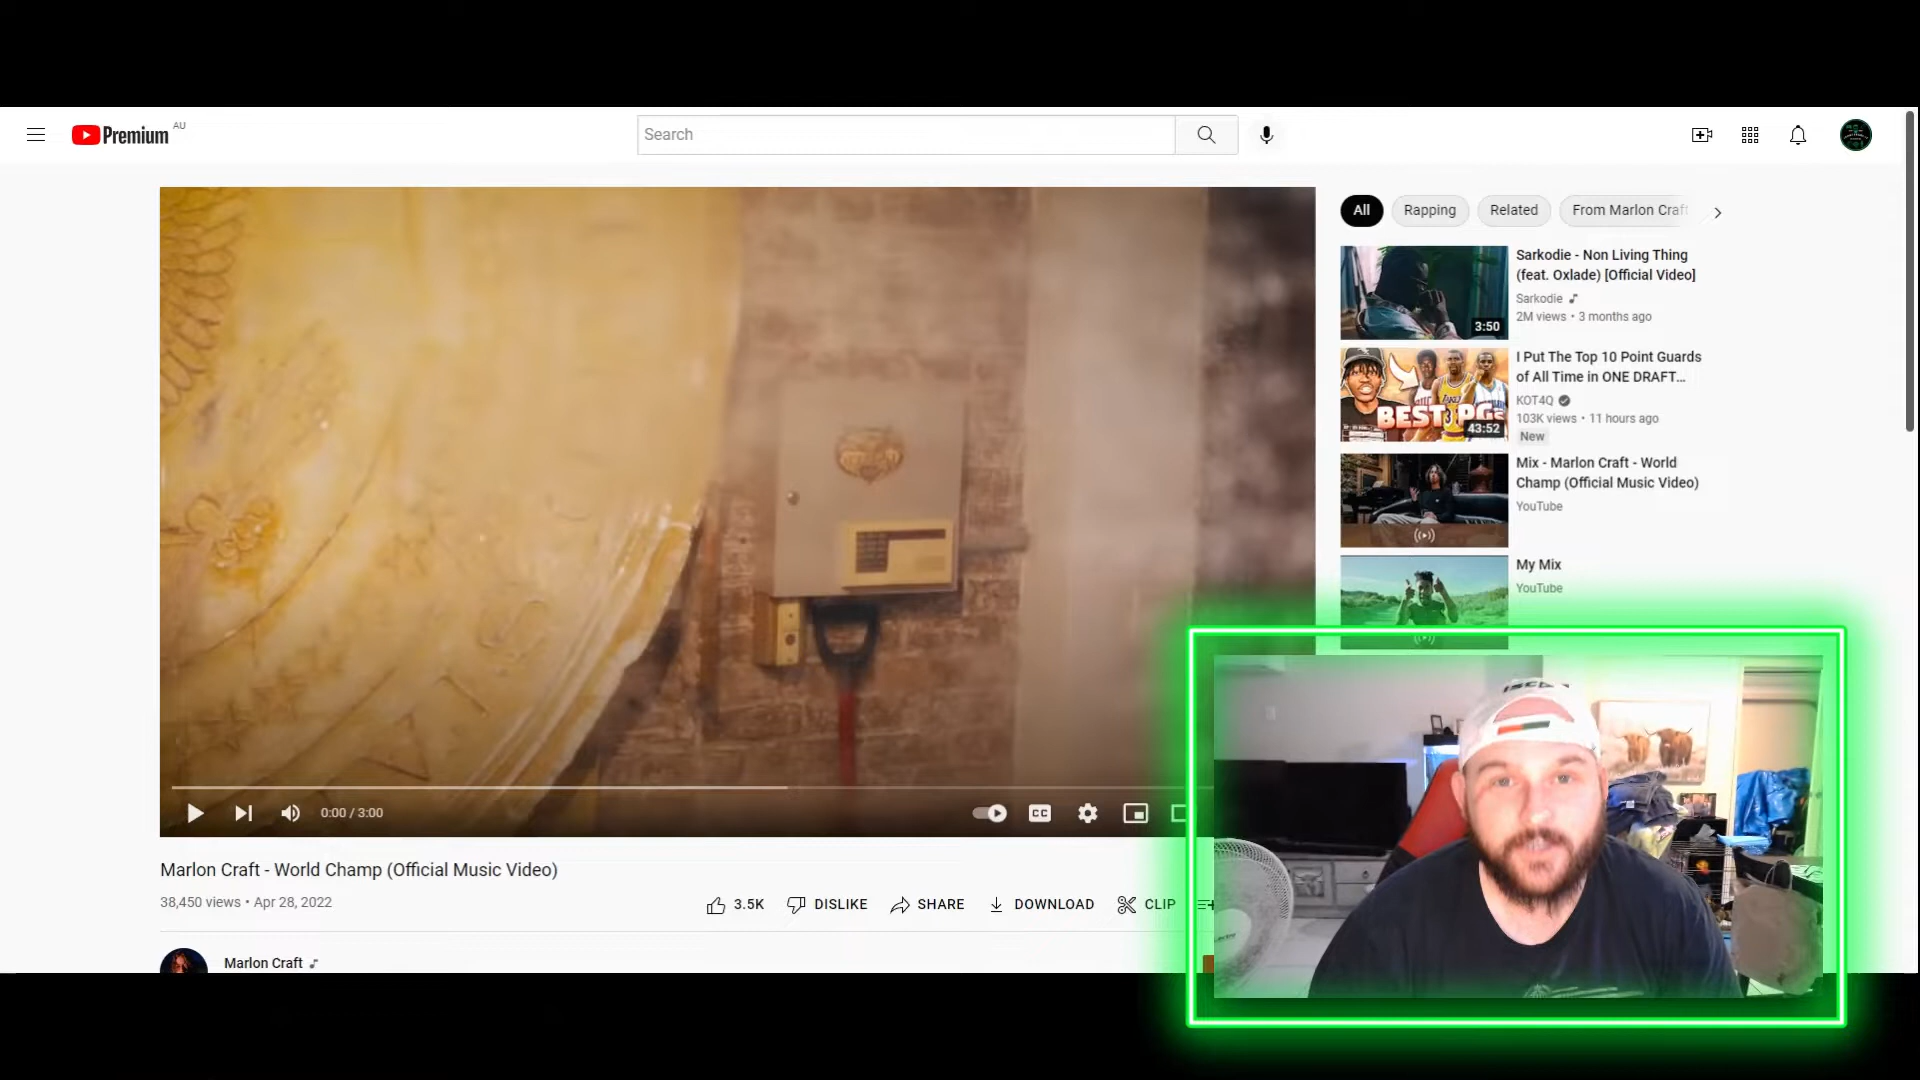 Premium AU
Search
All
Rapping
Related
From Marlon Craft
Sarkodie - Non Living Thing
(feat. Oxlade) [Official Video]
Sarkodie
2M views • 3 months ago
3:50
I Put The Top 10 Point Guards
of All Time in ONE DRAFT...
KOT4Q
103K views • 11 hours ago
New
BEST PGs
43:52
Mix - Marlon Craft - World
Champ (Official Music Video)
YouTube
My Mix
YouTube
0:00 / 3:00
CC
Marlon Craft - World Champ (Official Music Video)
38,450 views • Apr 28, 2022
3.5K
DISLIKE
SHARE
DOWNLOAD
CLIP
Marlon Craft